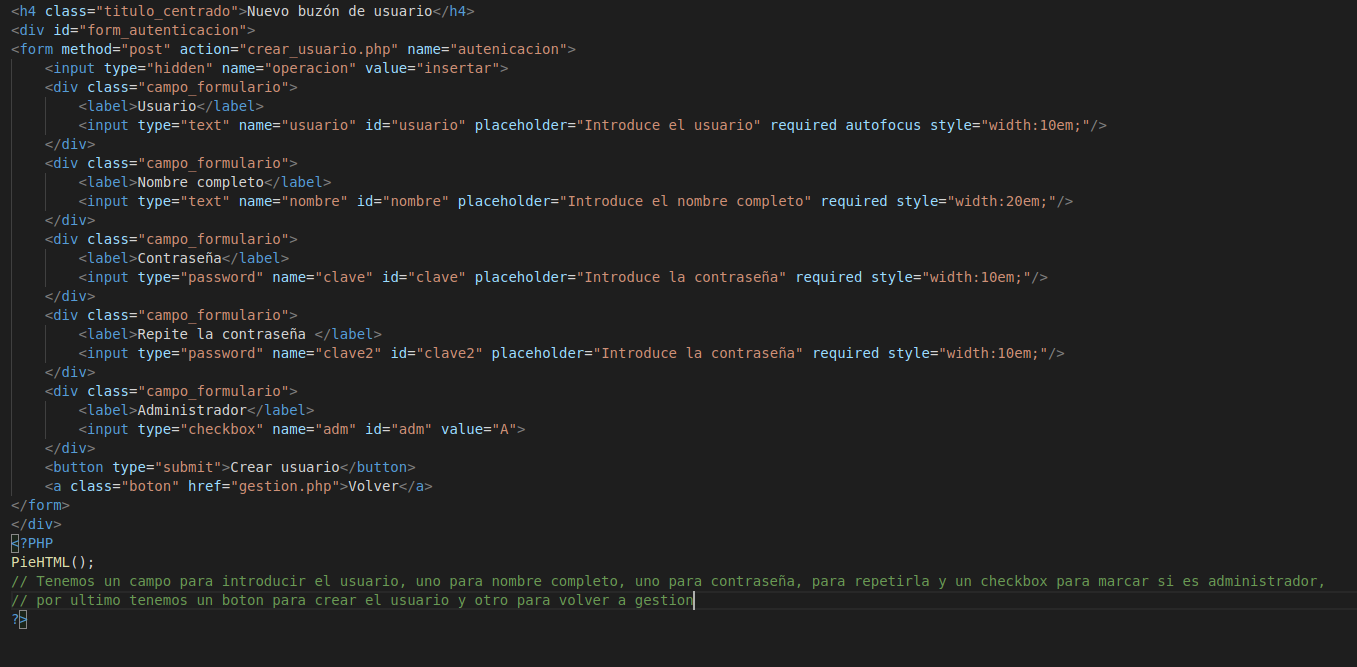 <h4 class="titulo_centrado">Nuevo buzón de usuario</h4>
<div id="form_autenticacion">
<form method="post" action="crear_usuario.php" name="autenicacion">
    <input type="hidden" name="operacion" value="insertar">
    <div class="campo_formulario">
        <label>Usuario</label>
        <input type="text" name="usuario" id="usuario" placeholder="Introduce el usuario" required autofocus style="width:10em;"/>
    </div>
    <div class="campo_formulario">
        <label>Nombre completo</label>
        <input type="text" name="nombre" id="nombre" placeholder="Introduce el nombre completo" required style="width:20em;"/>
    </div>
    <div class="campo_formulario">
        <label>Contraseña</label>
        <input type="password" name="clave" id="clave" placeholder="Introduce la contraseña" required style="width:10em;"/>
    </div>
    <div class="campo_formulario">
        <label>Repite la contraseña </label>
        <input type="password" name="clave2" id="clave2" placeholder="Introduce la contraseña" required style="width:10em;"/>
    </div>
    <div class="campo_formulario">
        <label>Administrador</label>
        <input type="checkbox" name="adm" id="adm" value="A">
    </div>
    <button type="submit">Crear usuario</button>
    <a class="boton" href="gestion.php">Volver</a>
</form>
</div>
<?PHP
PieHTML();
// Tenemos un campo para introducir el usuario, uno para nombre completo, uno para contraseña, para repetirla y un checkbox para marcar si es administrador,
// por ultimo tenemos un boton para crear el usuario y otro para volver a gestion
?>